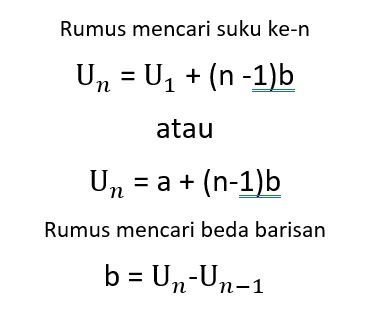 Rumus mencari suku ke-n
Uₙ = U₁ + (n -1)b
atau
Uₙ = a + (n-1)b
Rumus mencari beda barisan
b = Uₙ-Uₙ₋₁